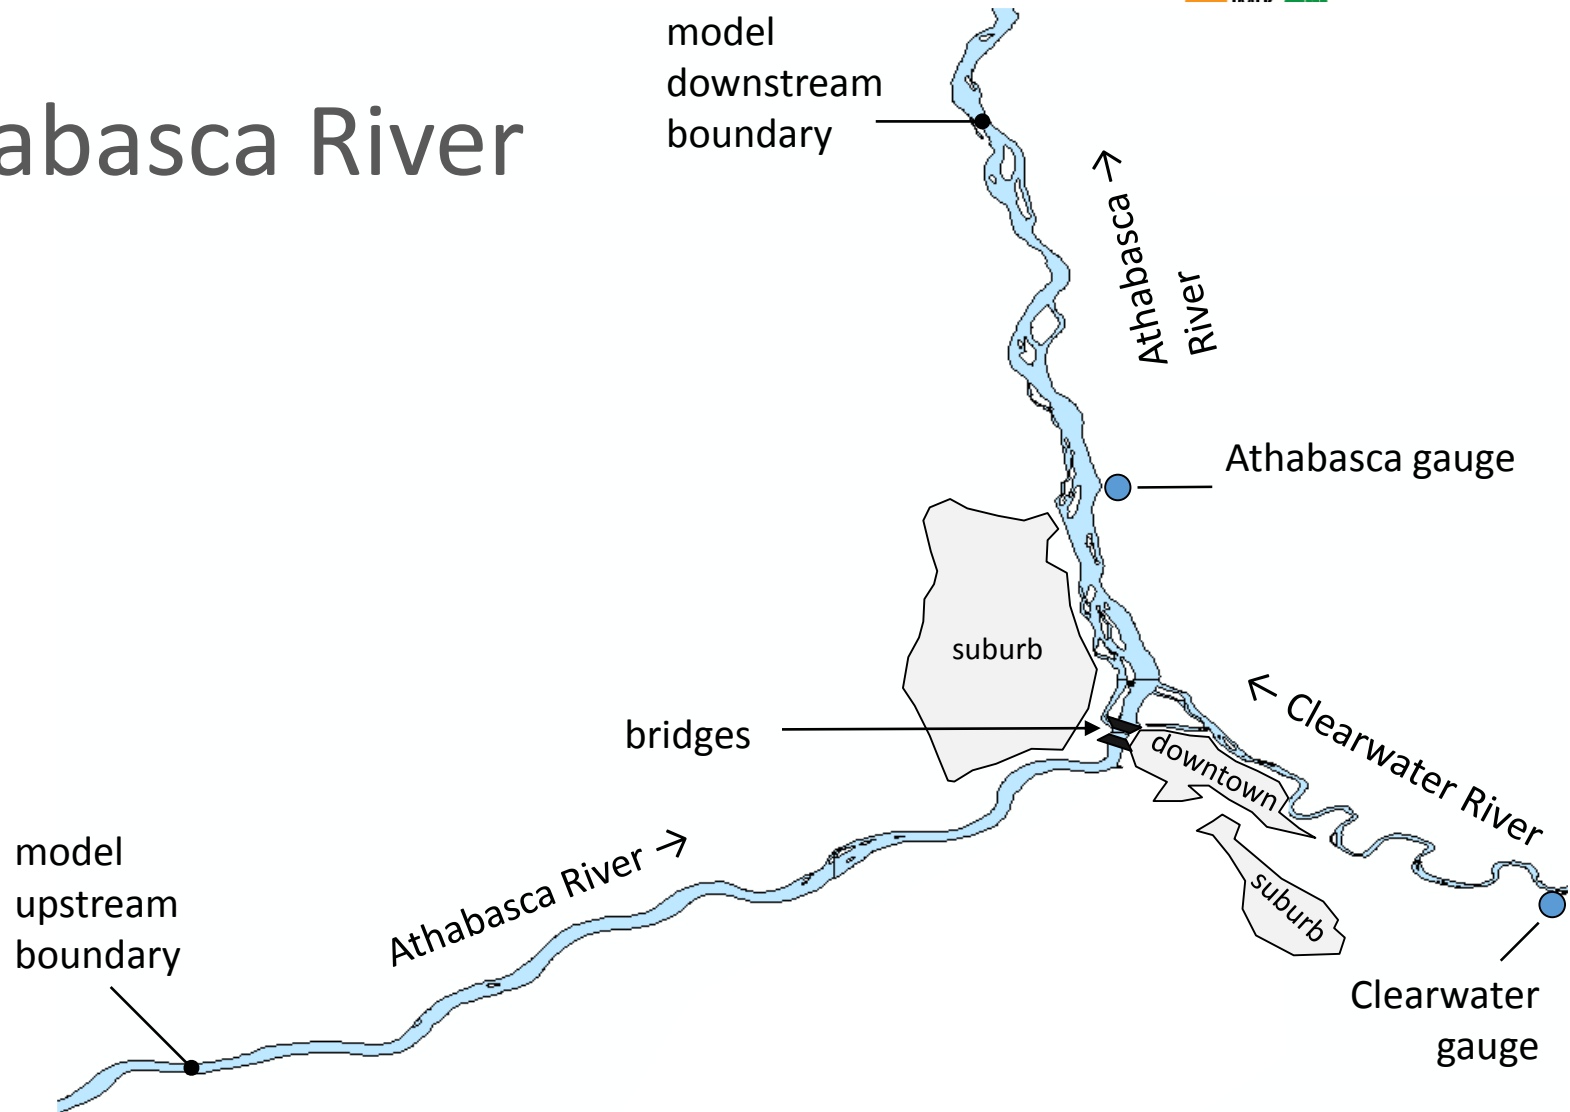 abasca River
model
downstream
boundary
Athabasca →
River
Athabasca gauge
suburb
bridges
downtown
← Clearwater River
Athabasca River →
suburb
model
upstream
boundary
Clearwater
gauge